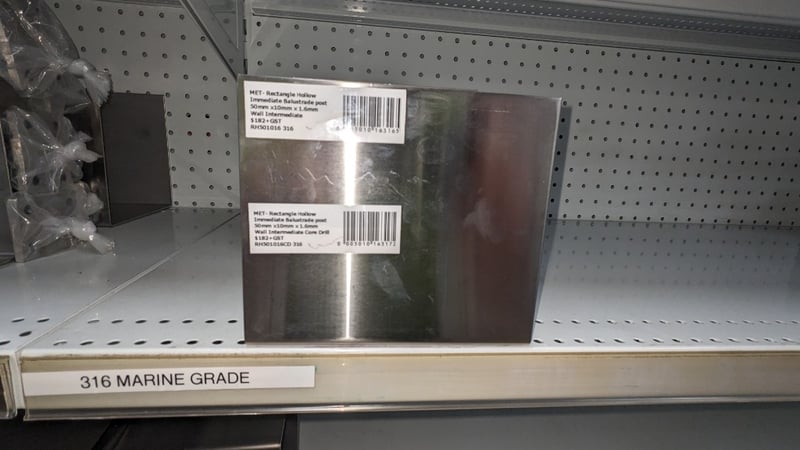 MET- Rectangle Hollow
Immediate Balustrade post
50mm x10mm x 1.6mm
Wall Intermediate
$182+GST
RH501016 316
MET- Rectangle Hollow
Immediate Balustrade post
50mm x10mm x 1.6mm
Wall Intermediate Core Drill
$182+GST
RH501016CD 316
316 MARINE GRADE